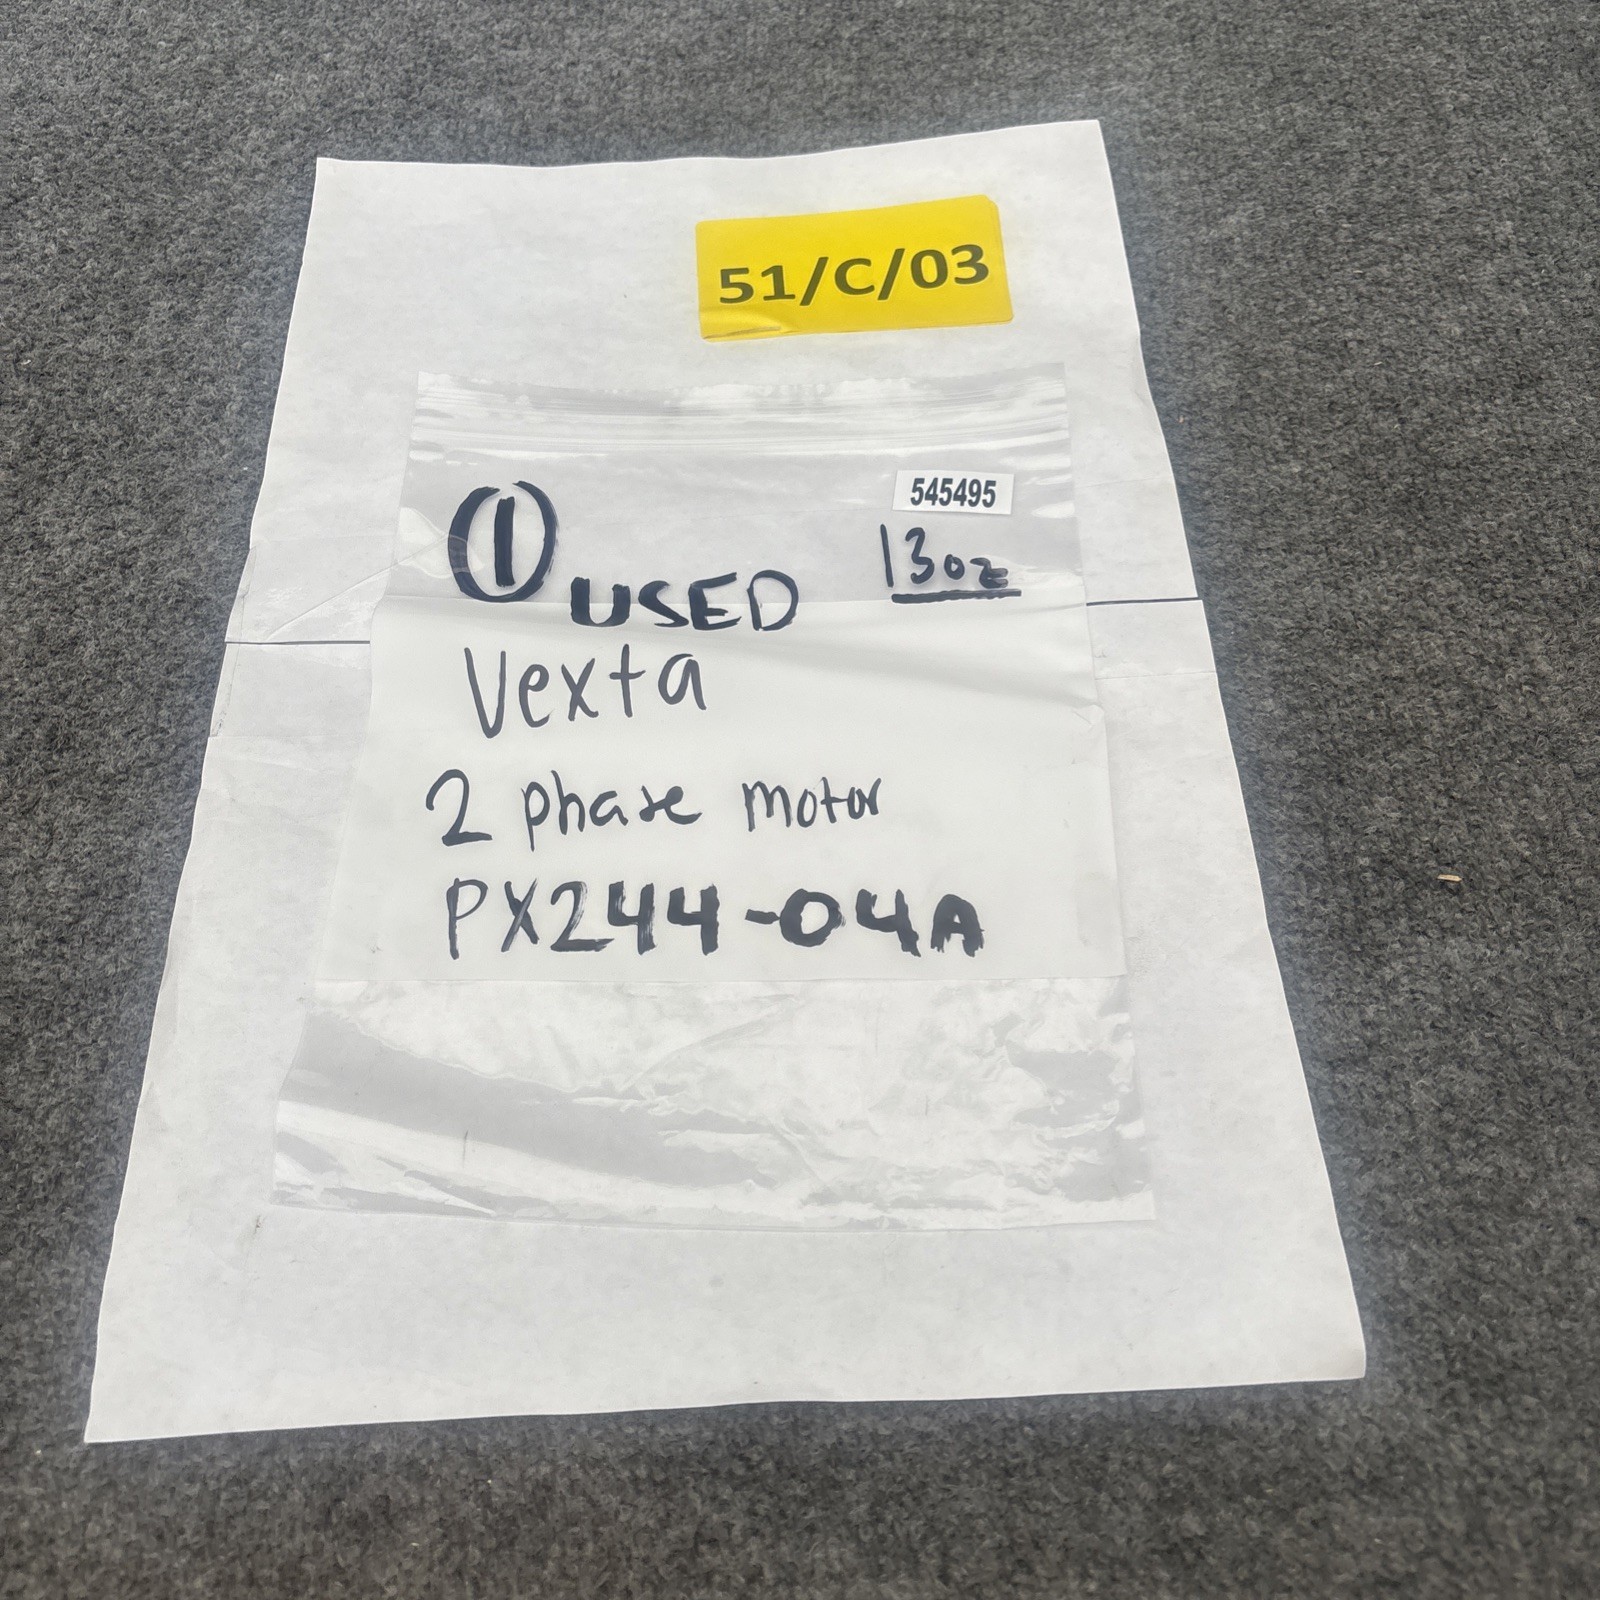 51/C/03
545495
① USED 13oz
Vexta
2 phase motor
PX244-04A